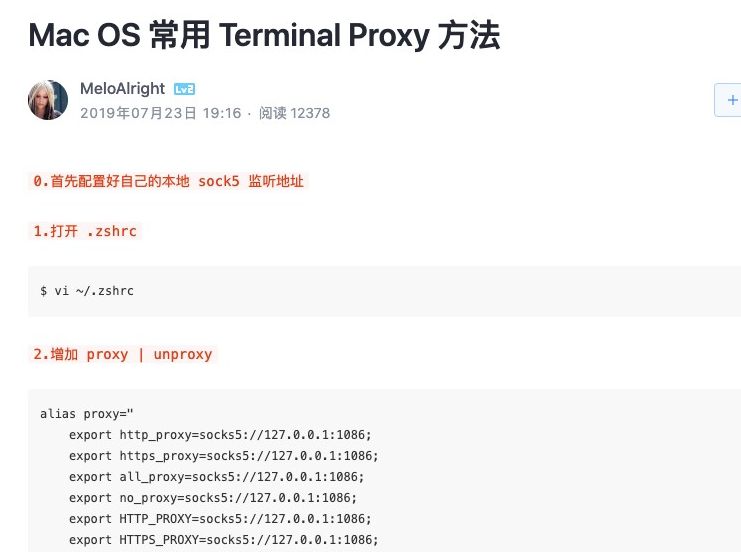 Mac OS 常用 Terminal Proxy 方法
MeloAlright Lv2
2019年07月23日 19:16 · 阅读 12378
+
0.首先配置好自己的本地 sock5 监听地址
1.打开 .zshrc
$ vi ~/.zshrc
2.增加 proxy | unproxy
alias proxy="
export http_proxy=socks5://127.0.0.1:1086;
export https_proxy=socks5://127.0.0.1:1086;
export all_proxy=socks5://127.0.0.1:1086;
export no_proxy=socks5://127.0.0.1:1086;
export HTTP_PROXY=socks5://127.0.0.1:1086;
export HTTPS_PROXY=socks5://127.0.0.1:1086;